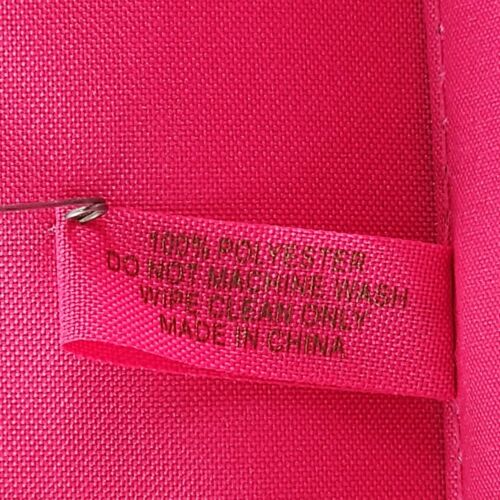 100% POLYESTER
DO NOT MACHINE WASH
WIPE CLEAN ONLY
MADE IN CHINA